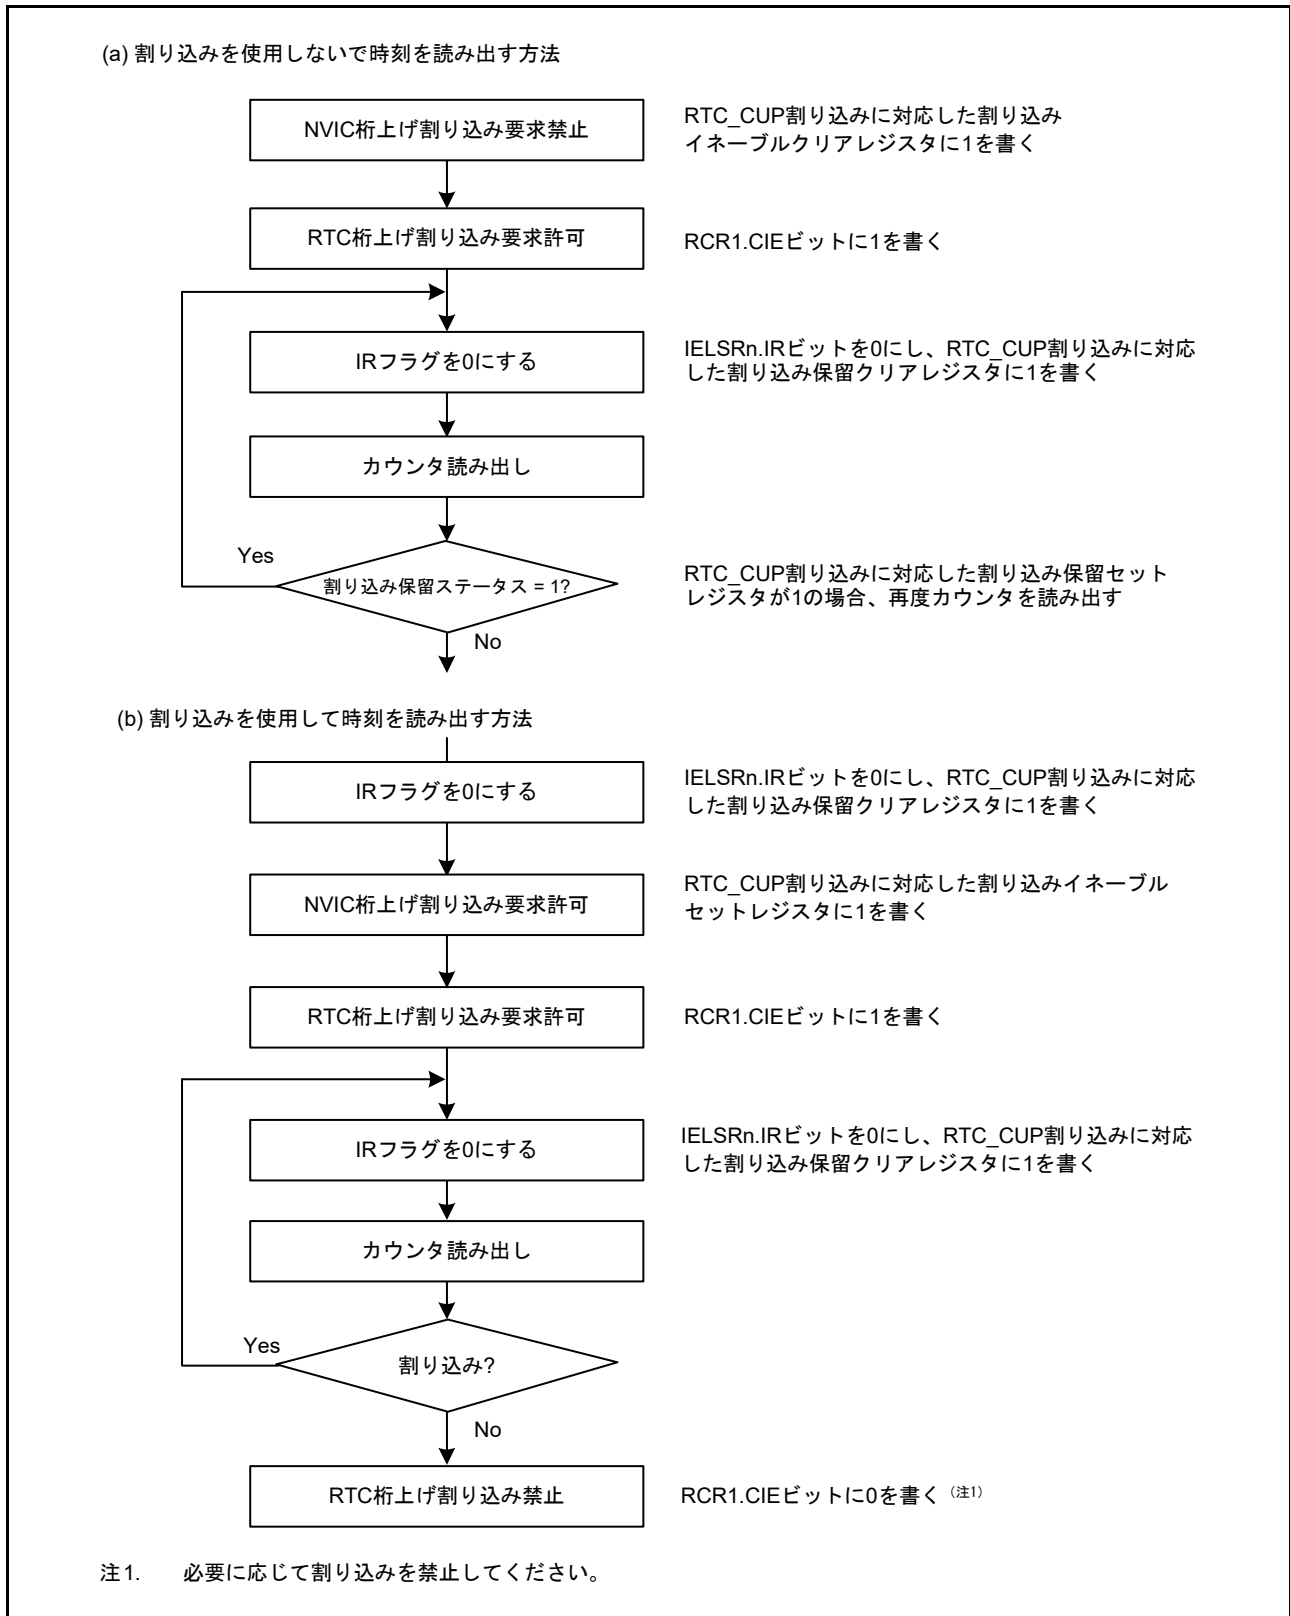 (a) 割り込みを使用しないで時刻を読み出す方法
NVIC桁上げ割り込み要求禁止
RTC_CUP割り込みに対応した割り込み
イネーブルクリアレジスタに1を書く
RTC桁上げ割り込み要求許可
RCR1.CIEビットに1を書く
IRフラグを0にする
IELSRn.IRビットを0にし、RTC_CUP割り込みに対応
した割り込み保留クリアレジスタに1を書く
カウンタ読み出し
Yes
割り込み保留ステータス = 1?
RTC_CUP割り込みに対応した割り込み保留セット
レジスタが1の場合、再度カウンタを読み出す
No
(b) 割り込みを使用して時刻を読み出す方法
IRフラグを0にする
IELSRn.IRビットを0にし、RTC_CUP割り込みに対応
した割り込み保留クリアレジスタに1を書く
NVIC桁上げ割り込み要求許可
RTC_CUP割り込みに対応した割り込みイネーブル
セットレジスタに1を書く
RTC桁上げ割り込み要求許可
RCR1.CIEビットに1を書く
IRフラグを0にする
IELSRn.IRビットを0にし、RTC_CUP割り込みに対応
した割り込み保留クリアレジスタに1を書く
カウンタ読み出し
Yes
割り込み?
No
RTC桁上げ割り込み禁止
RCR1.CIEビットに0を書く（注1）
注1. 必要に応じて割り込みを禁止してください。